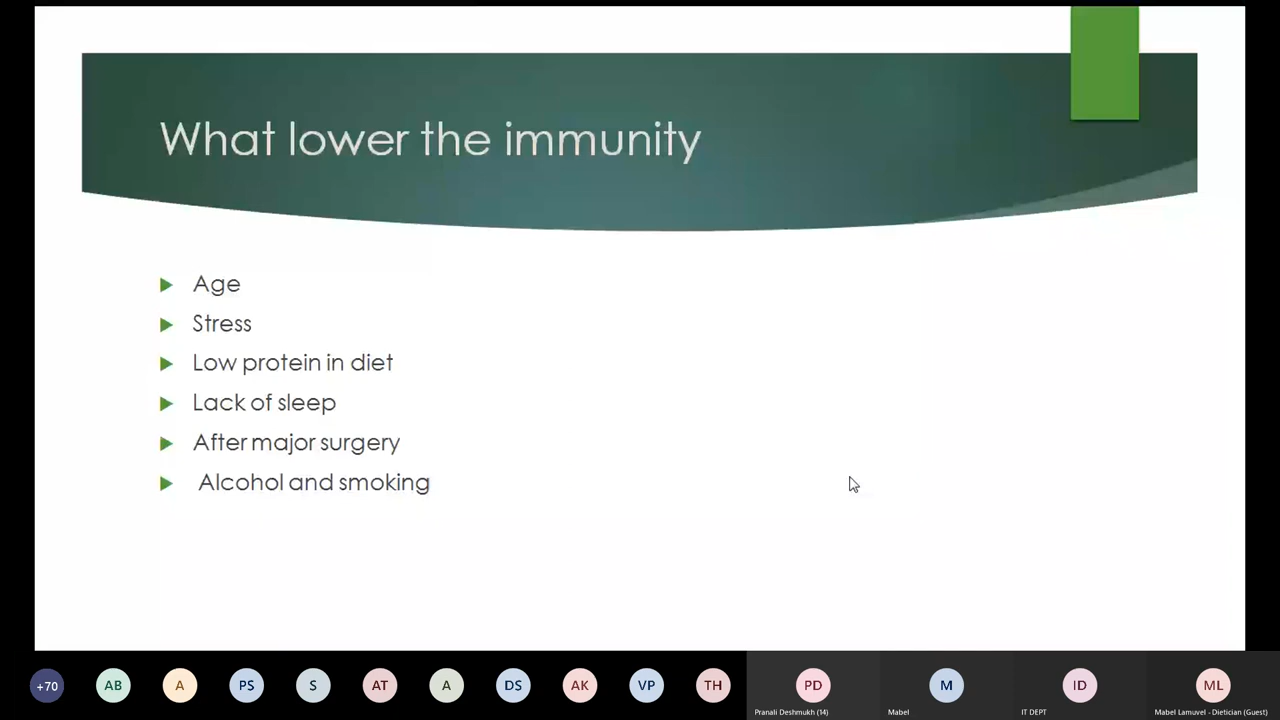 What lower the immunity
Age
Stress
Low protein in diet
Lack of sleep
After major surgery
Alcohol and smoking
+70 AB A PS S AT A DS AK VP TH PD M ID ML
Pranali Deshmukh (14) Mabel IT DEPT Mabel Lamuvel - Dietician (Guest)